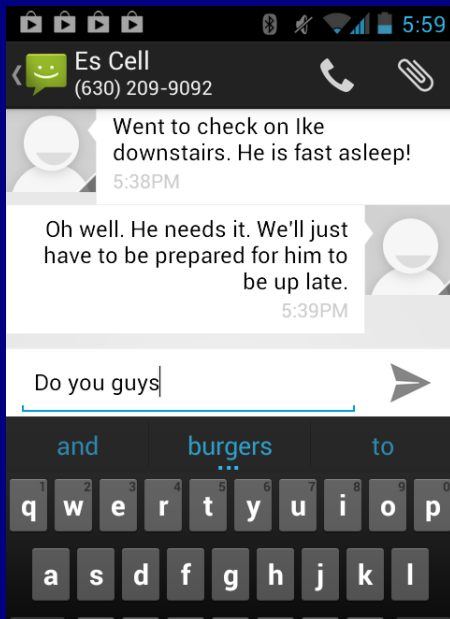 5:59
Es Cell
(630) 209-9092
Went to check on Ike
downstairs. He is fast asleep!
5:38PM
Oh well. He needs it. We'll just
have to be prepared for him to
be up late.
5:39PM
Do you guys
and burgers to
1 2 3 4 5 6 7 8 9 0
q w e r t y u i o p
a s d f g h j k l